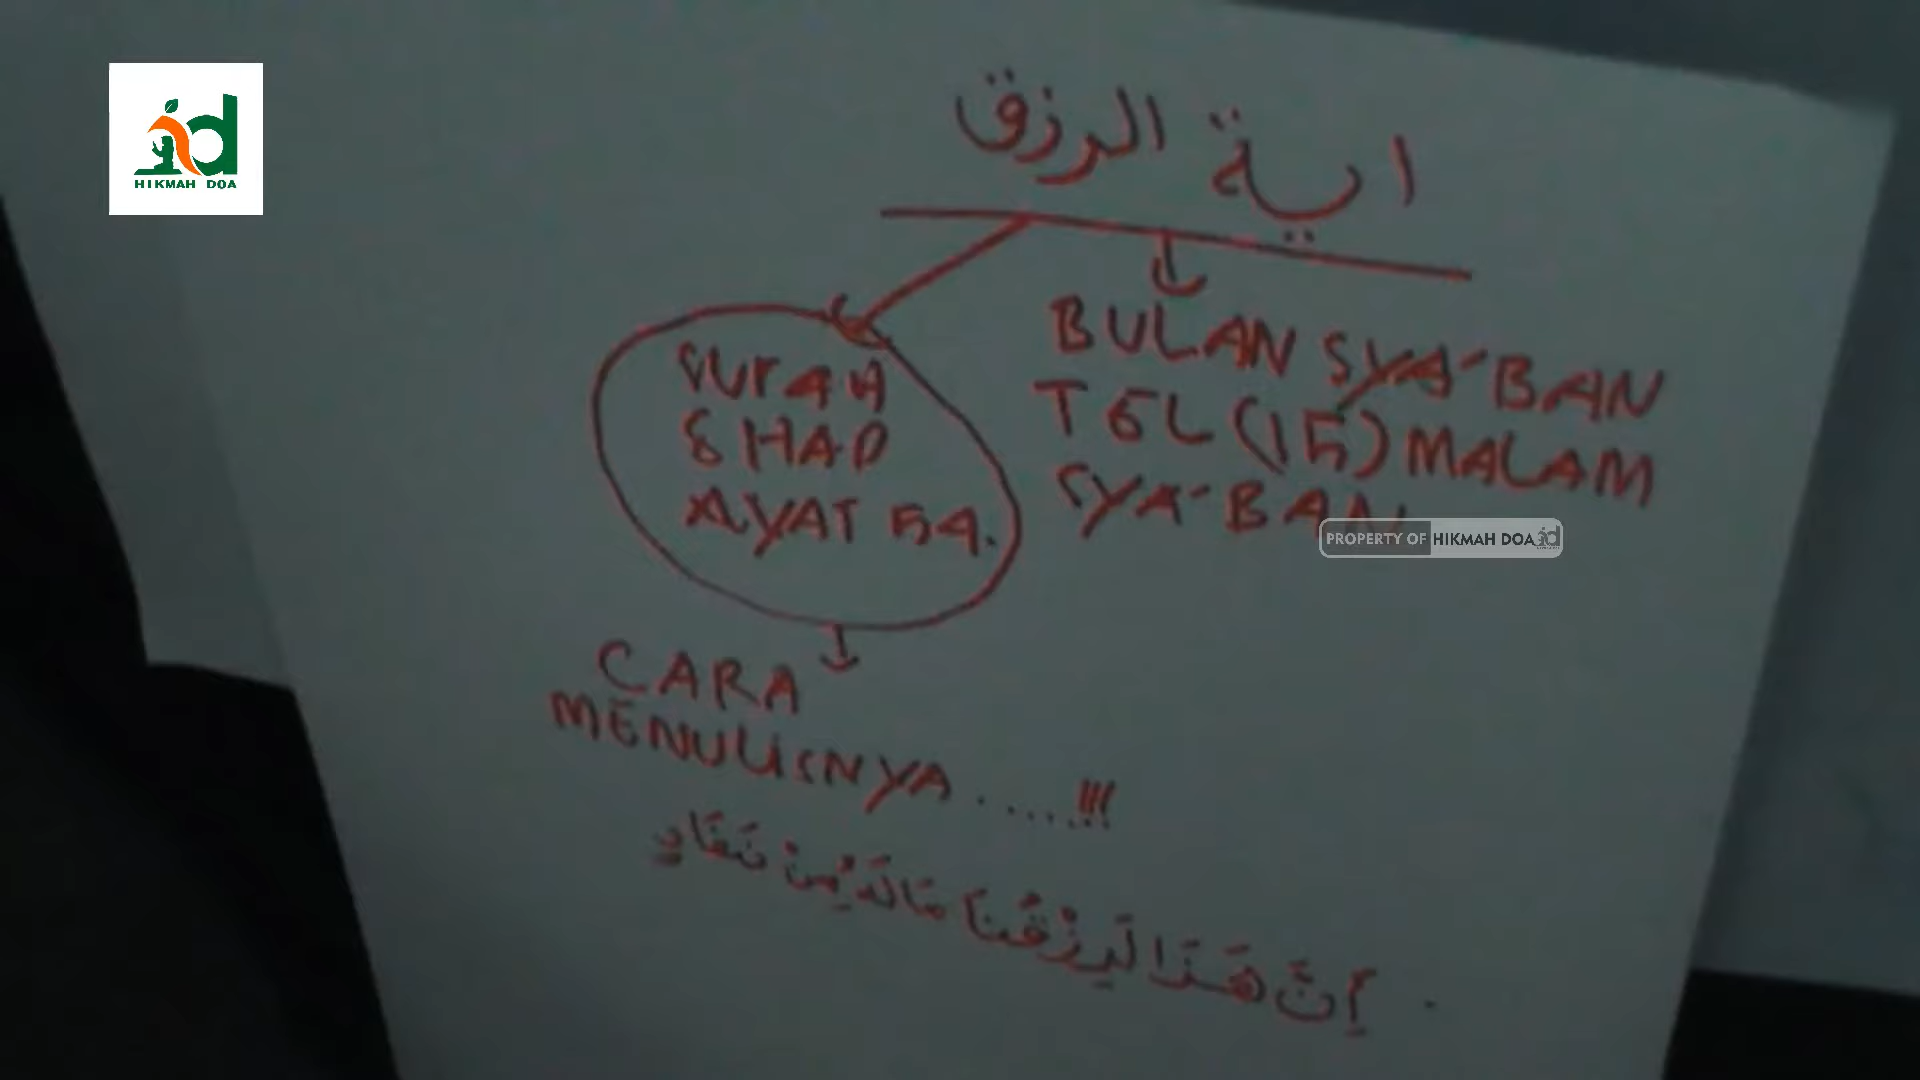 HIKMAH DOA
اية الرزق
SURAH
SHAD
AYAT 54.
BULAN SYA'BAN
TGL (15) MALAM
SYA'BAN
PROPERTY OF HIKMAH DOA
CARA
MENULISNYA ......!!!
إِنَّ هَذَا لَرِزْقُنَا مَا لَهُ مِنْ نَفَادٍ